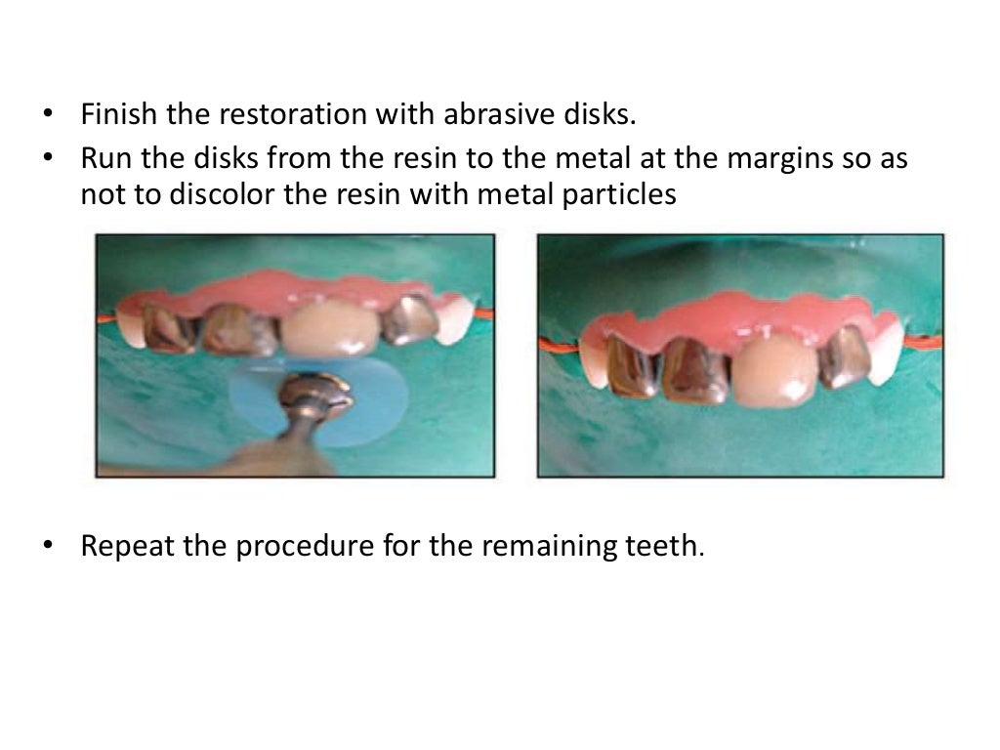 • Finish the restoration with abrasive disks.
• Run the disks from the resin to the metal at the margins so as
not to discolor the resin with metal particles
• Repeat the procedure for the remaining teeth.